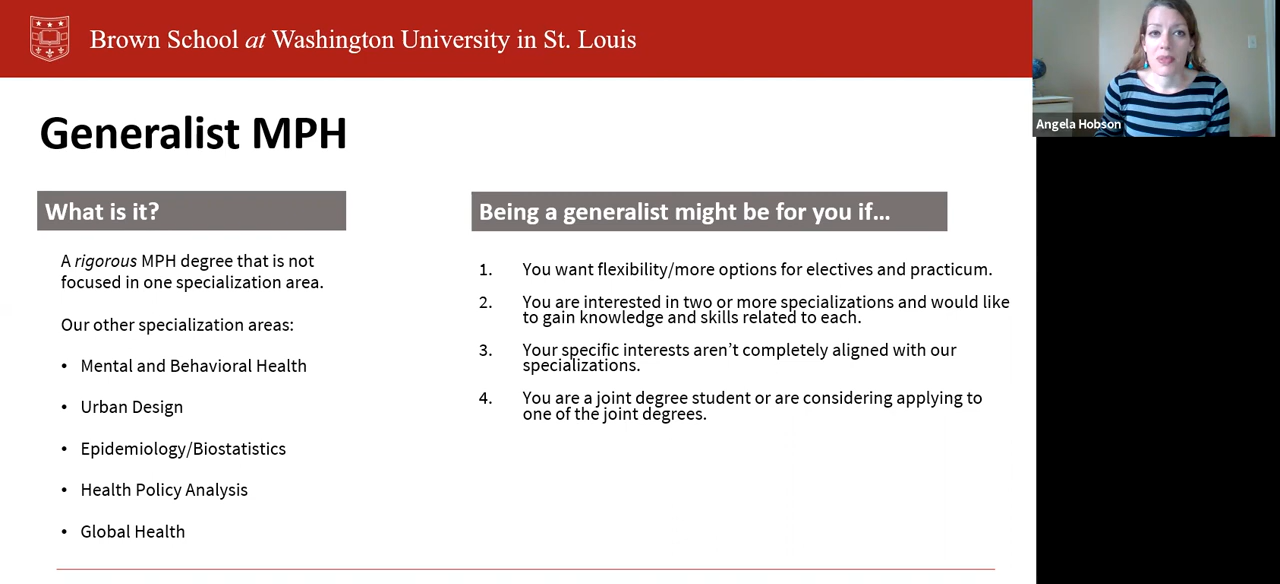 Brown School at Washington University in St. Louis
Angela Hobson
Generalist MPH
What is it?
A rigorous MPH degree that is not
focused in one specialization area.
Our other specialization areas:
• Mental and Behavioral Health
• Urban Design
• Epidemiology/Biostatistics
• Health Policy Analysis
• Global Health
Being a generalist might be for you if...
1. You want flexibility/more options for electives and practicum.
2. You are interested in two or more specializations and would like
to gain knowledge and skills related to each.
3. Your specific interests aren’t completely aligned with our
specializations.
4. You are a joint degree student or are considering applying to
one of the joint degrees.